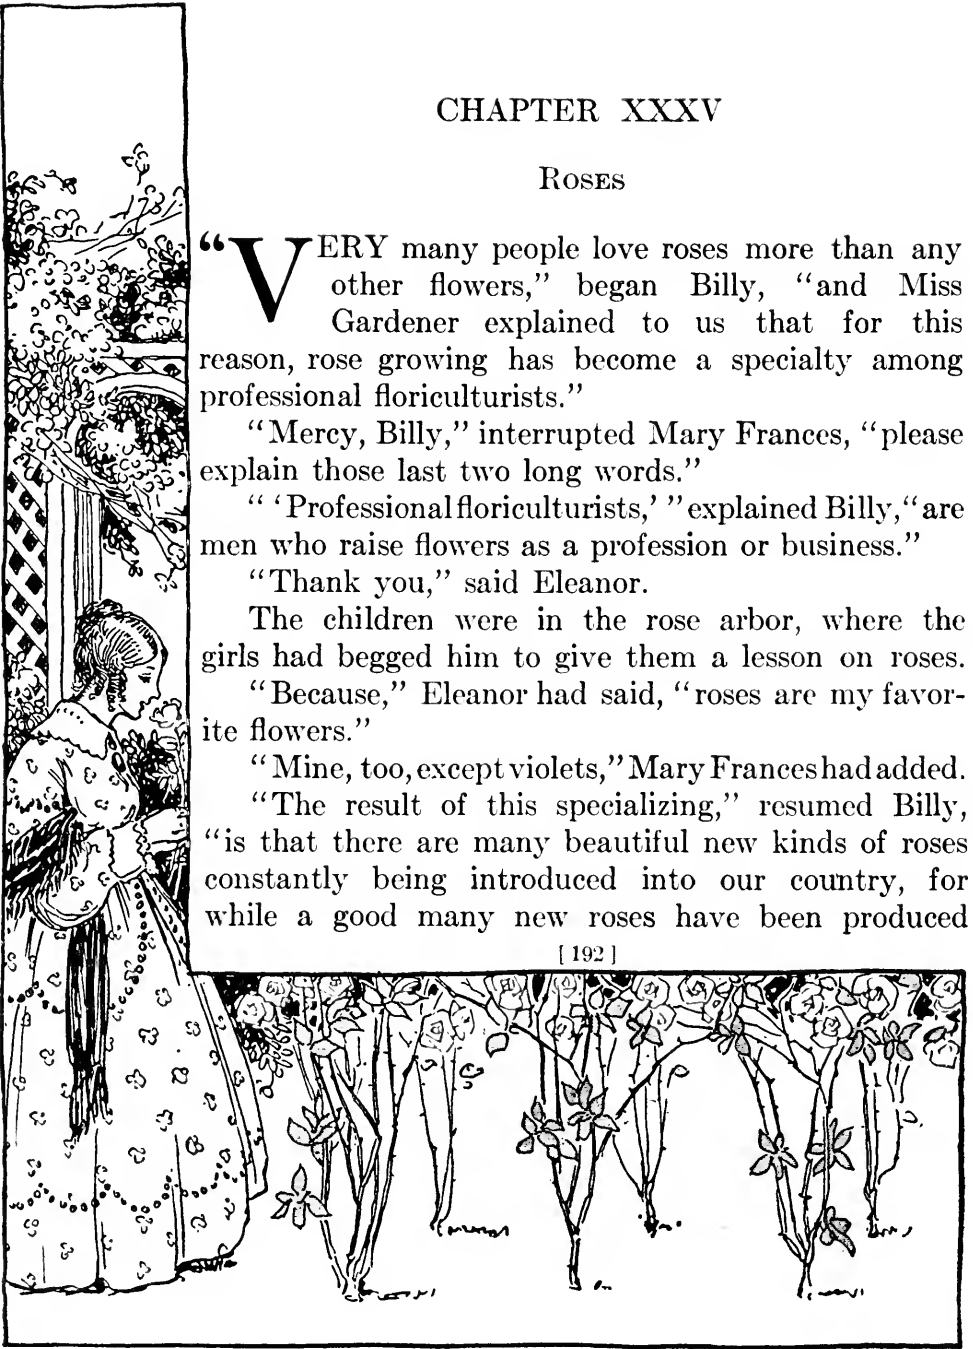 CHAPTER XXXV
ROSES
“VERY many people love roses more than any
other flowers,” began Billy, “and Miss
Gardener explained to us that for this
reason, rose growing has become a specialty among
professional floriculturists.”
“Mercy, Billy,” interrupted Mary Frances, “please
explain those last two long words.”
“ ‘Professional floriculturists,’ ” explained Billy, “are
men who raise flowers as a profession or business.”
“Thank you,” said Eleanor.
The children were in the rose arbor, where the
girls had begged him to give them a lesson on roses.
“Because,” Eleanor had said, “roses are my favor-
ite flowers.”
“Mine, too, except violets,” Mary Frances had added.
“The result of this specializing,” resumed Billy,
“is that there are many beautiful new kinds of roses
constantly being introduced into our country, for
while a good many new roses have been produced
[ 192 ]